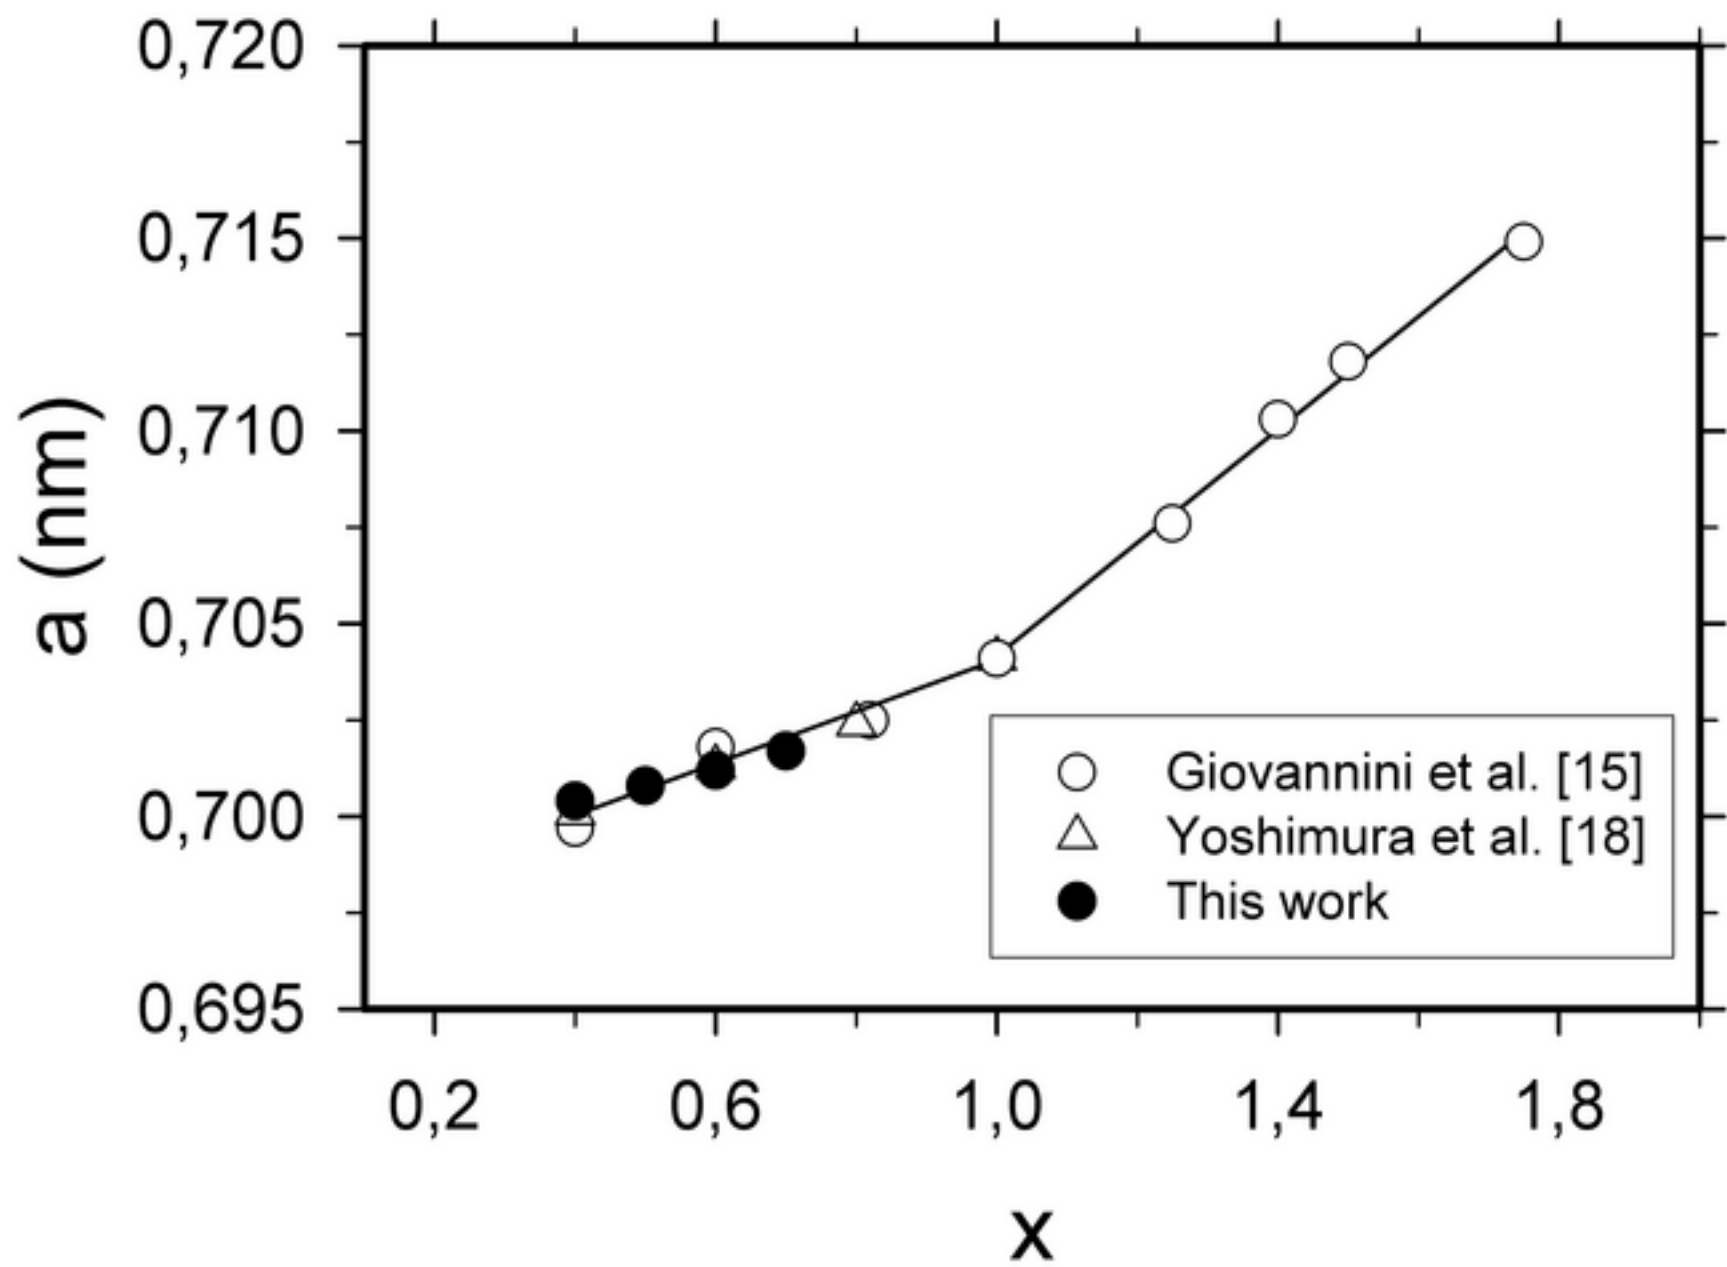 0,720
0,715
0,710
0,705
0,700
0,695
a (nm)
0,2 0,6 1,0 1,4 1,8
x
Giovannini et al. [15]
Yoshimura et al. [18]
This work